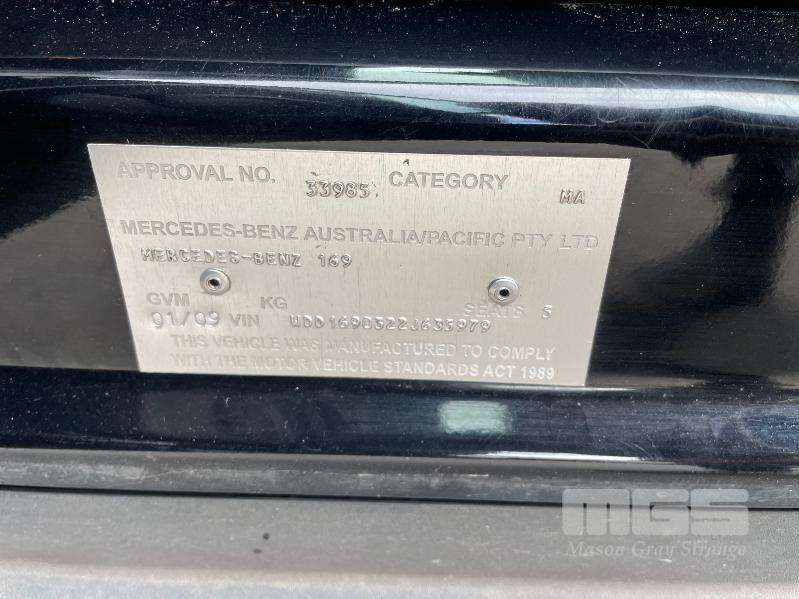 APPROVAL NO. 33985 CATEGORY MA
MERCEDES-BENZ AUSTRALIA/PACIFIC PTY LTD
MERCEDES-BENZ 169
GVM KG SEATS 5
01/09 VIN WDD1690322J635979
THIS VEHICLE WAS MANUFACTURED TO COMPLY
WITH THE MOTOR VEHICLE STANDARDS ACT 1989
MGS
Mason Gray Strange